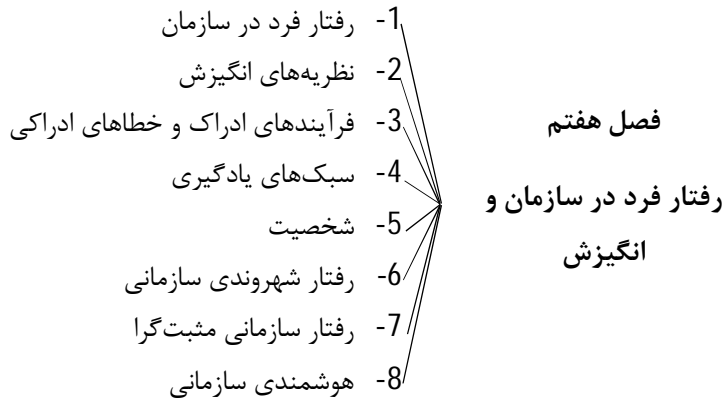 فصل هفتم
رفتار فرد در سازمان و
انگیزش
1- رفتار فرد در سازمان
2- نظریه‌های انگیزش
3- فرآیندهای ادراک و خطاهای ادراکی
4- سبک‌های یادگیری
5- شخصیت
6- رفتار شهروندی سازمانی
7- رفتار سازمانی مثبت‌گرا
8- هوشمندی سازمانی